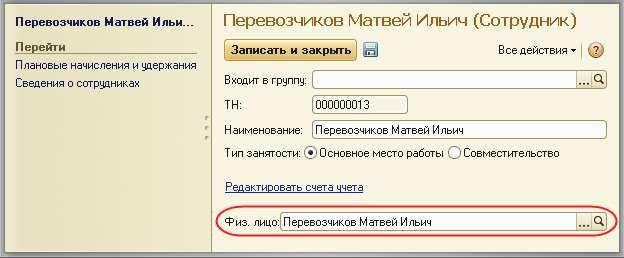 Перевозчиков Матвей Ильи...
Перейти
Плановые начисления и удержания
Сведения о сотрудниках
Перевозчиков Матвей Ильич (Сотрудник)
Записать и закрыть
Все действия ?
Входит в группу: ...
ТН: 000000013
Наименование: Перевозчиков Матвей Ильич
Тип занятости: Основное место работы Совместительство
Редактировать счета учета
Физ. лицо: Перевозчиков Матвей Ильич ...